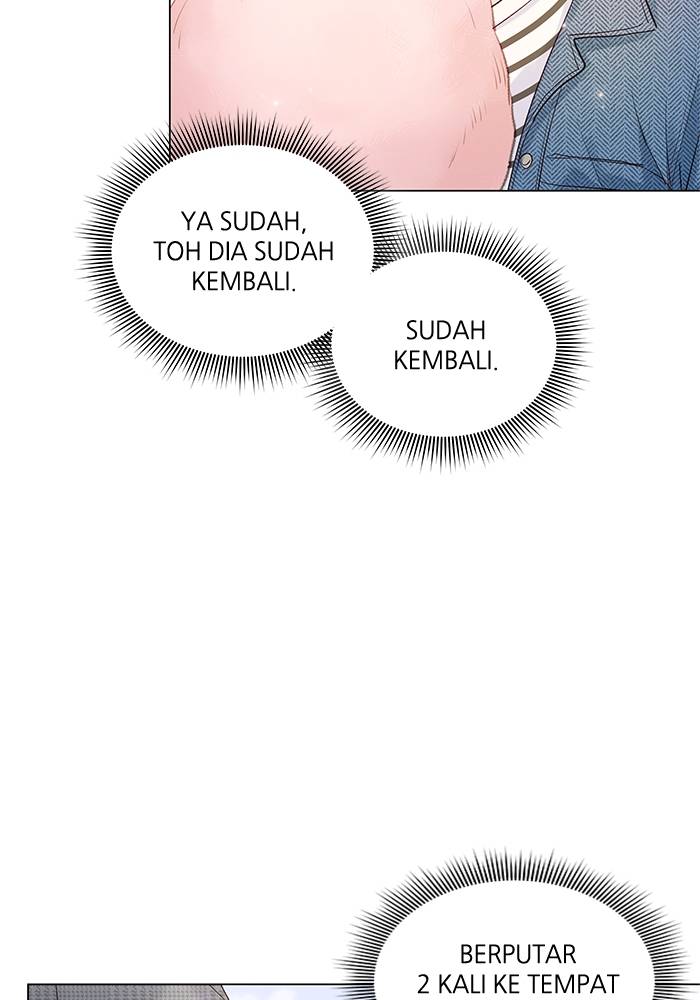 YA SUDAH,
TOH DIA SUDAH
KEMBALI.
SUDAH
KEMBALI.
BERPUTAR
2 KALI KE TEMPAT